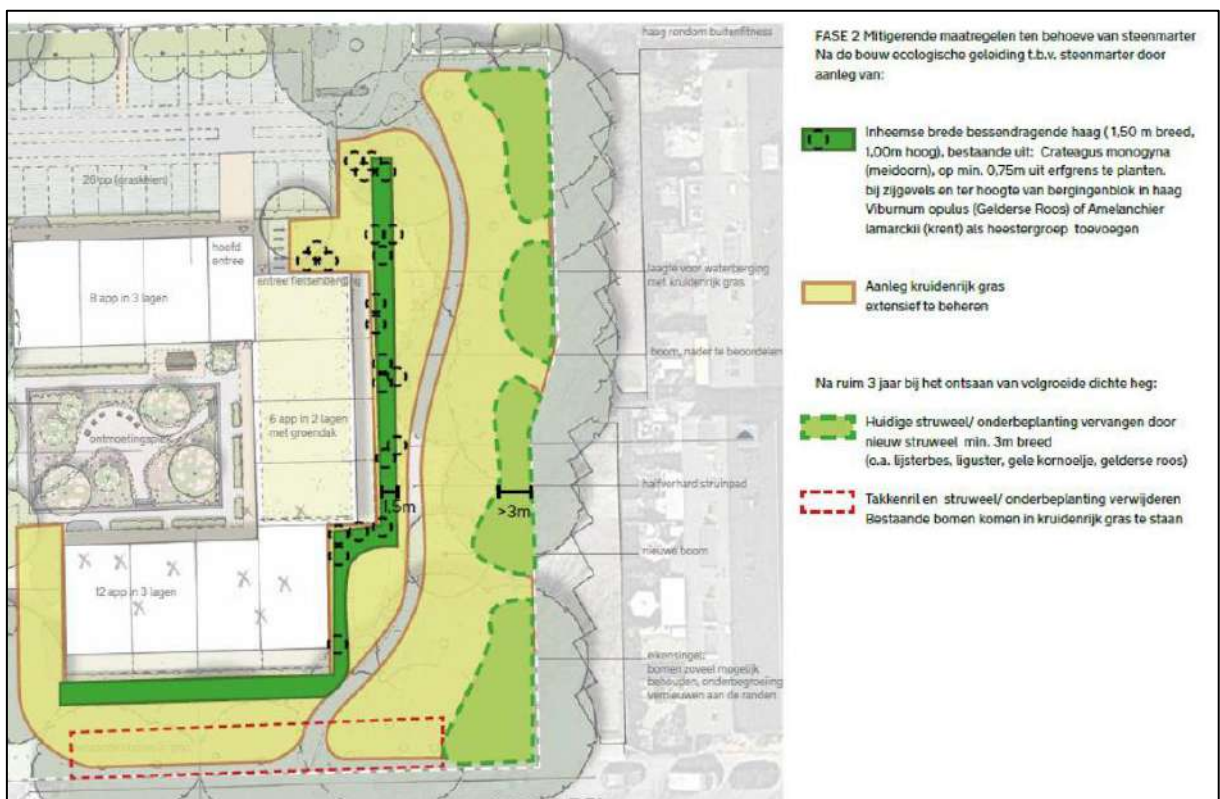 haag rondom buitenfitness
26 pp (graskeien)
hoofd
entree
entree fietsenberging
8 app in 3 lagen
laagte voor waterberging
met kruidenrijk gras
boom, nader te beoordelen
6 app in 2 lagen
met groendak
ontmoetingsplek
halfverhard struinpad
1,5m
>3m
nieuwe boom
12 app in 3 lagen
eikensingel:
bomen zoveel mogelijk
behouden, onderbegroeiing
vernieuwen aan de randen
FASE 2 Mitigerende maatregelen ten behoeve van steenmarter
Na de bouw ecologische geleiding t.b.v. steenmarter door
aanleg van:
Inheemse brede bessendragende haag ( 1,50 m breed,
1,00m hoog), bestaande uit: Crateagus monogyna
(meidoorn), op min. 0,75m uit erfgrens te planten.
bij zijgevels en ter hoogte van bergingenblok in haag
Viburnum opulus (Gelderse Roos) of Amelanchier
lamarckii (krent) als heestergroep toevoegen
Aanleg kruidenrijk gras
extensief te beheren
Na ruim 3 jaar bij het ontsaan van volgroeide dichte heg:
Huidige struweel/ onderbeplanting vervangen door
nieuw struweel min. 3m breed
(o.a. lijsterbes, liguster, gele kornoelje, gelderse roos)
Takkenril en struweel/ onderbeplanting verwijderen
Bestaande bomen komen in kruidenrijk gras te staan